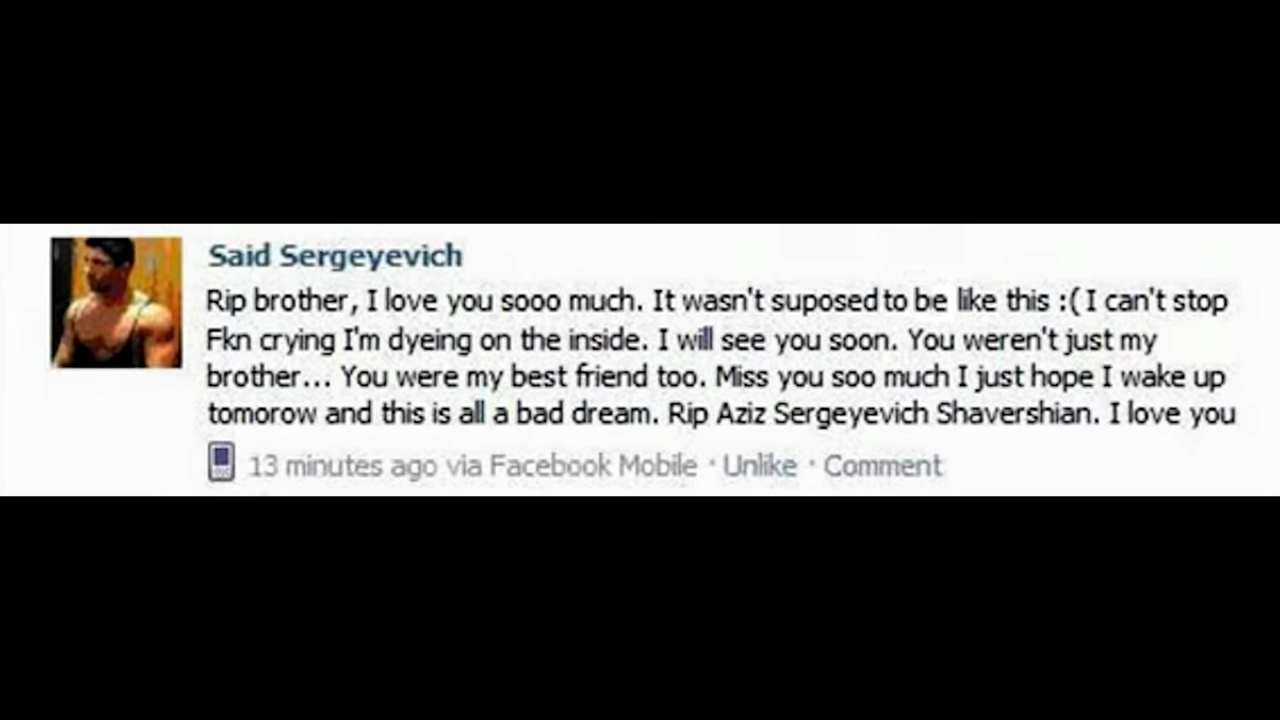 Said Sergeyevich
Rip brother, I love you sooo much. It wasn't suposed to be like this :( I can't stop
Fkn crying I'm dyeing on the inside. I will see you soon. You weren't just my
brother... You were my best friend too. Miss you soo much I just hope I wake up
tomorow and this is all a bad dream. Rip Aziz Sergeyevich Shavershian. I love you
13 minutes ago via Facebook Mobile · Unlike · Comment